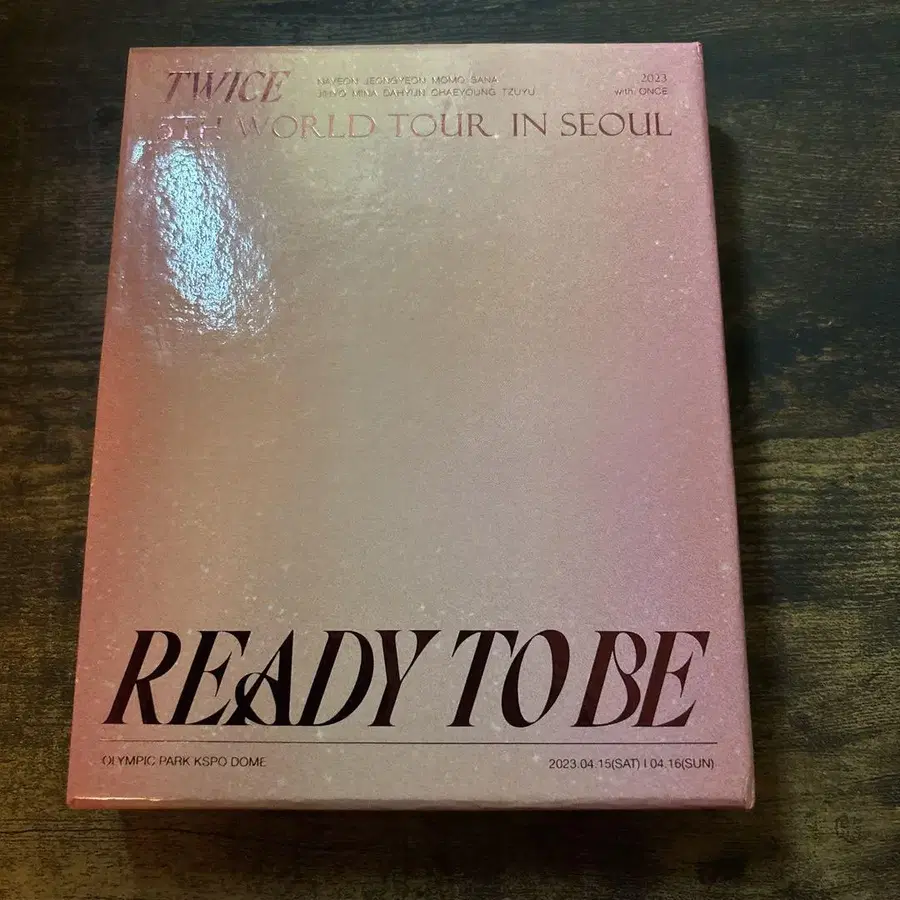 TWICE
NAYEON JEONGYEON MOMO SANA
JIHYO MINA DAHYUN CHAEYOUNG TZUYU
2023
with ONCE
5TH WORLD TOUR IN SEOUL
READY TO BE
OLYMPIC PARK KSPO DOME
2023.04.15(SAT) I 04.16(SUN)